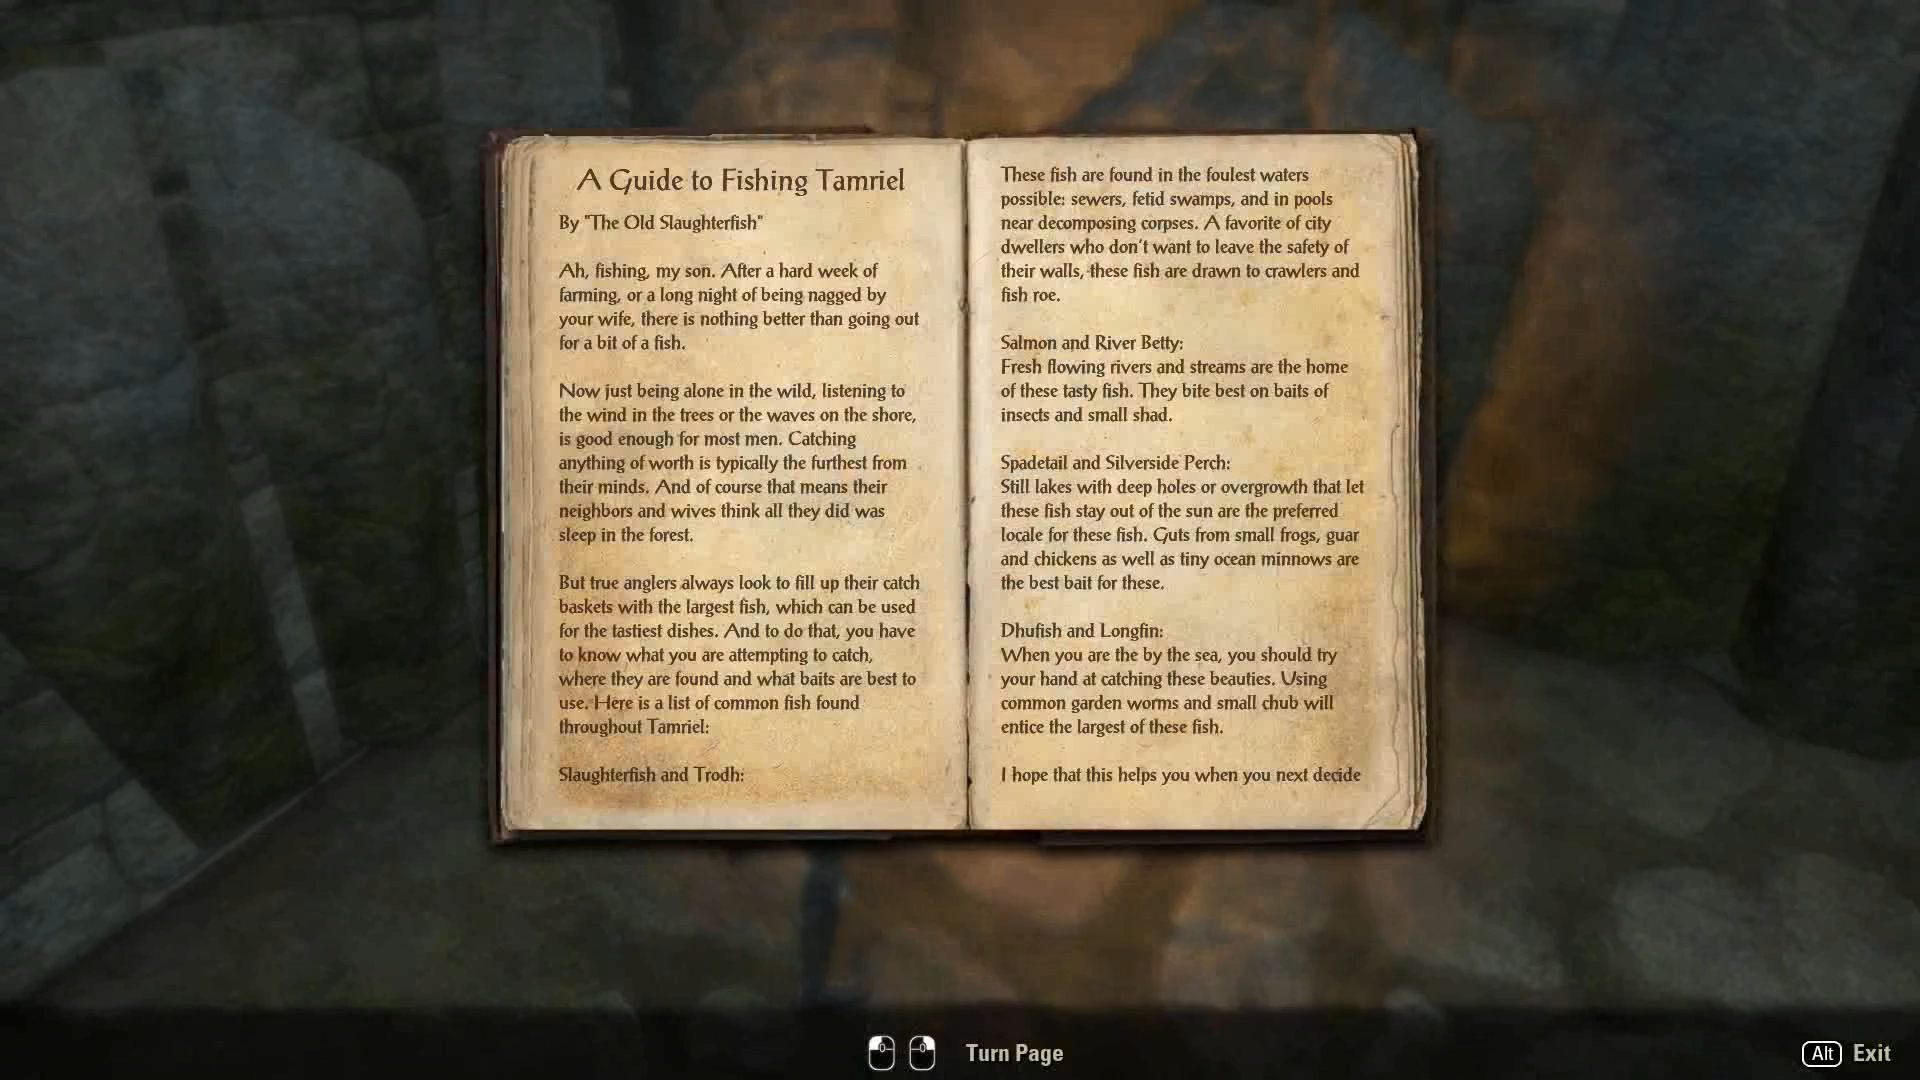 A Guide to Fishing Tamriel
By "The Old Slaughterfish"
Ah, fishing, my son. After a hard week of
farming, or a long night of being nagged by
your wife, there is nothing better than going out
for a bit of a fish.
Now just being alone in the wild, listening to
the wind in the trees or the waves on the shore,
is good enough for most men. Catching
anything of worth is typically the furthest from
their minds. And of course that means their
neighbors and wives think all they did was
sleep in the forest.
But true anglers always look to fill up their catch
baskets with the largest fish, which can be used
for the tastiest dishes. And to do that, you have
to know what you are attempting to catch,
where they are found and what baits are best to
use. Here is a list of common fish found
throughout Tamriel:
Slaughterfish and Trodh:
These fish are found in the foulest waters
possible: sewers, fetid swamps, and in pools
near decomposing corpses. A favorite of city
dwellers who don't want to leave the safety of
their walls, these fish are drawn to crawlers and
fish roe.
Salmon and River Betty:
Fresh flowing rivers and streams are the home
of these tasty fish. They bite best on baits of
insects and small shad.
Spadetail and Silverside Perch:
Still lakes with deep holes or overgrowth that let
these fish stay out of the sun are the preferred
locale for these fish. Guts from small frogs, guar
and chickens as well as tiny ocean minnows are
the best bait for these.
Dhufish and Longfin:
When you are the by the sea, you should try
your hand at catching these beauties. Using
common garden worms and small chub will
entice the largest of these fish.
I hope that this helps you when you next decide
Turn Page
Alt Exit